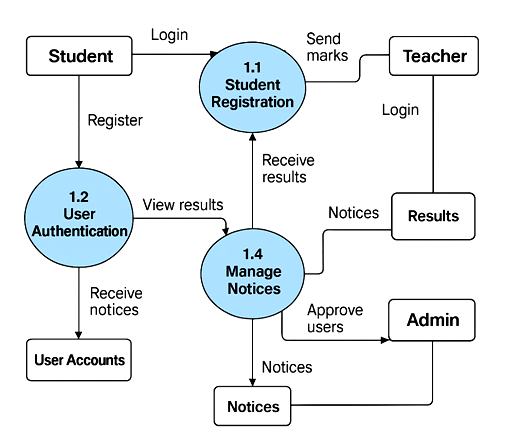 Login
Send
marks
Student
1.1
Student
Registration
Teacher
Register
Login
Receive
results
1.2
User
Authentication
View results
Notices
Results
1.4
Manage
Notices
Receive
notices
Approve
users
Admin
User Accounts
Notices
Notices